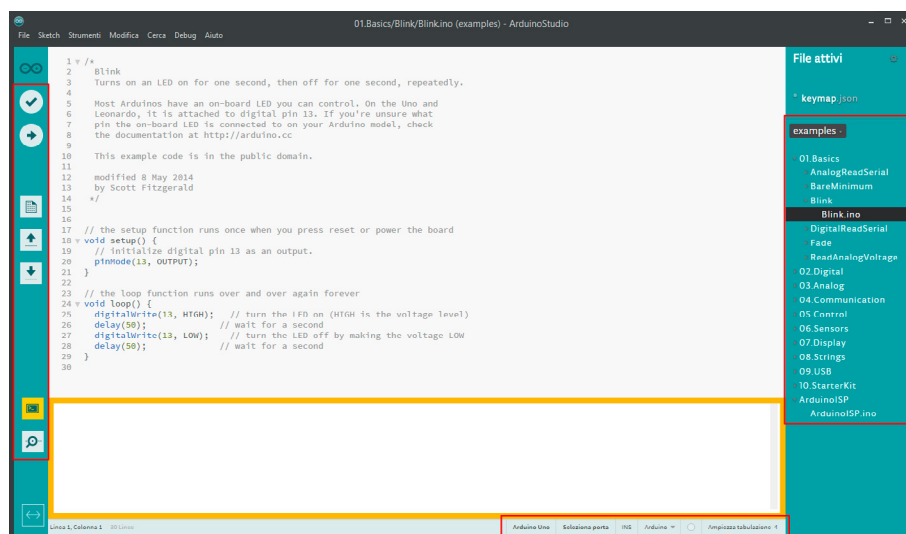 01.Basics/Blink/Blink.ino (examples) - ArduinoStudio
File Sketch Strumenti Modifica Cerca Debug Aiuto
1 /*
2 Blink
3 Turns on an LED on for one second, then off for one second, repeatedly.
4
5 Most Arduinos have an on-board LED you can control. On the Uno and
6 Leonardo, it is attached to digital pin 13. If you're unsure what
7 pin the on-board LED is connected to on your Arduino model, check
8 the documentation at http://arduino.cc
9
10 This example code is in the public domain.
11
12 modified 8 May 2014
13 by Scott Fitzgerald
14 */
15
16
17 // the setup function runs once when you press reset or power the board
18 void setup() {
19 // initialize digital pin 13 as an output.
20 pinMode(13, OUTPUT);
21 }
22
23 // the loop function runs over and over again forever
24 void loop() {
25 digitalWrite(13, HIGH); // turn the LED on (HIGH is the voltage level)
26 delay(50); // wait for a second
27 digitalWrite(13, LOW); // turn the LED off by making the voltage LOW
28 delay(50); // wait for a second
29 }
30
File attivi
* keymap.json
examples
01.Basics
AnalogReadSerial
BareMinimum
Blink
Blink.ino
DigitalReadSerial
Fade
ReadAnalogVoltage
02.Digital
03.Analog
04.Communication
05.Control
06.Sensors
07.Display
08.Strings
09.USB
10.StarterKit
ArduinoISP
ArduinoISP.ino
Linea 1, Colonna 1 30 Linee
Arduino Uno Seleziona porta INS Arduino Ampiezza tabulazione 4